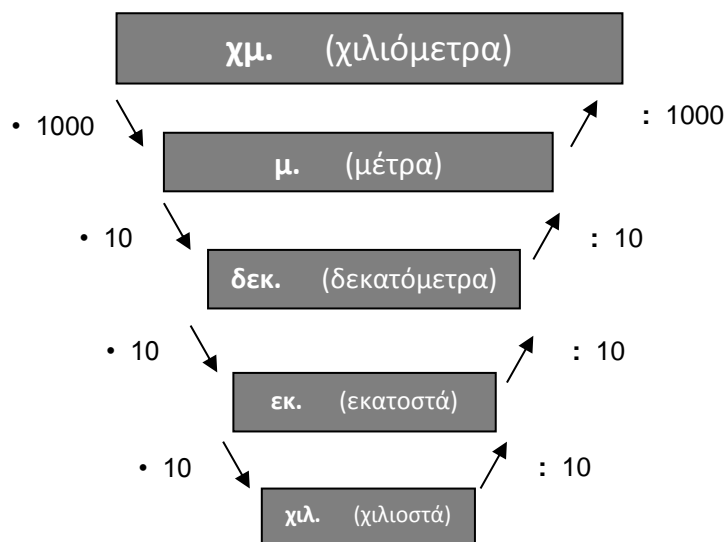 χμ. (χιλιόμετρα)
• 1000 : 1000
μ. (μέτρα)
• 10 : 10
δεκ. (δεκατόμετρα)
• 10 : 10
εκ. (εκατοστά)
• 10 : 10
χιλ. (χιλιοστά)